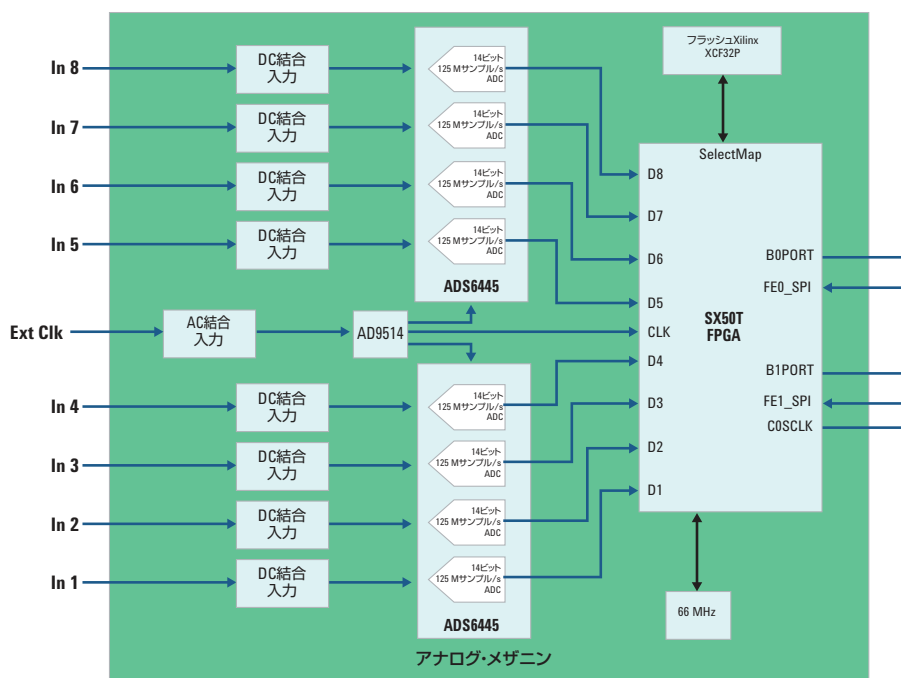 In 8
DC結合
入力
14ビット
125 Mサンプル/s
ADC
In 7
DC結合
入力
14ビット
125 Mサンプル/s
ADC
In 6
DC結合
入力
14ビット
125 Mサンプル/s
ADC
In 5
DC結合
入力
14ビット
125 Mサンプル/s
ADC
ADS6445
Ext Clk
AC結合
入力
AD9514
In 4
DC結合
入力
14ビット
125 Mサンプル/s
ADC
In 3
DC結合
入力
14ビット
125 Mサンプル/s
ADC
In 2
DC結合
入力
14ビット
125 Mサンプル/s
ADC
In 1
DC結合
入力
14ビット
125 Mサンプル/s
ADC
ADS6445
フラッシュXilinx
XCF32P
SelectMap
D8
D7
D6
D5
CLK
D4
D3
D2
D1
SX50T
FPGA
B0PORT
FE0_SPI
B1PORT
FE1_SPI
C0SCLK
66 MHz
アナログ・メザニン